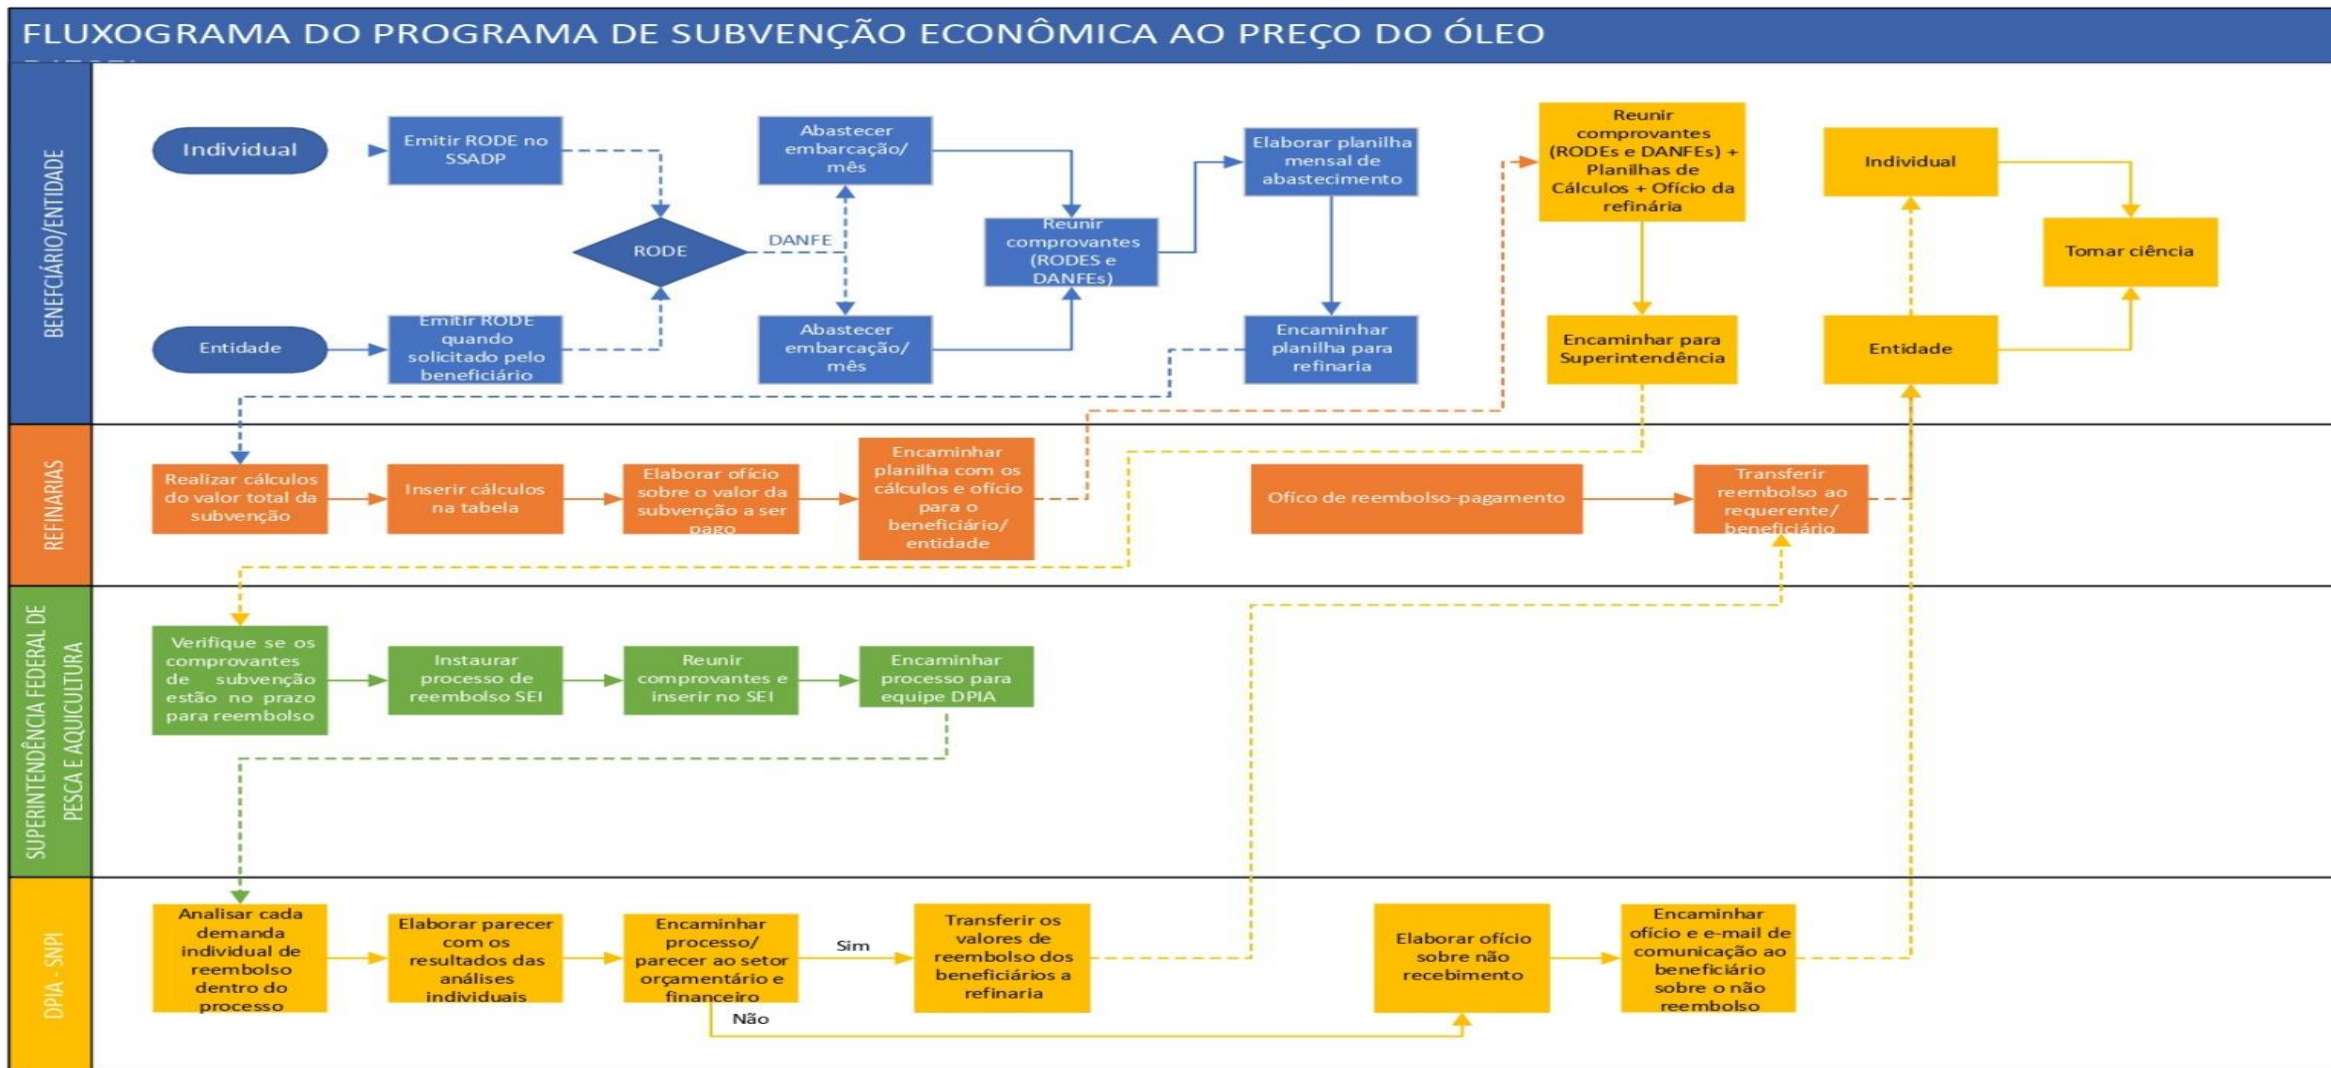 FLUXOGRAMA DO PROGRAMA DE SUBVENÇÃO ECONÔMICA AO PREÇO DO ÓLEO
BENEFCIÁRIO/ENTIDADE
Individual
Emitir RODE no
SSADP
Abastecer
embarcação/
mês
Elaborar planilha
mensal de
abastecimento
Reunir
comprovantes
(RODEs e DANFEs) +
Planilhas de
Cálculos + Ofício da
refinária
Individual
RODE
DANFE
Reunir
comprovantes
(RODES e
DANFEs)
Tomar ciência
Entidade
Emitir RODE
quando
solicitado pelo
beneficiário
Abastecer
embarcação/
mês
Encaminhar
planilha para
refinaria
Encaminhar para
Superintendência
Entidade
REFINARIAS
Realizar cálculos
do valor total da
subvenção
Inserir cálculos
na tabela
Elaborar ofício
sobre o valor da
subvenção a ser
pago
Encaminhar
planilha com os
cálculos e ofício
para o
beneficiário/
entidade
Ofíco de reembolso-pagamento
Transferir
reembolso ao
requerente/
beneficiário
SUPERINTENDÊNCIA FEDERAL DE
PESCA E AQUICULTURA
Verifique se os
comprovantes
de subvenção
estão no prazo
para reembolso
Instaurar
processo de
reembolso SEI
Reunir
comprovantes e
inserir no SEI
Encaminhar
processo para
equipe DPIA
DPIA - SNPI
Analisar cada
demanda
individual de
reembolso
dentro do
processo
Elaborar parecer
com os
resultados das
análises
individuais
Encaminhar
processo/
parecer ao setor
orçamentário e
financeiro
Sim
Não
Transferir os
valores de
reembolso dos
beneficiários a
refinaria
Elaborar ofício
sobre não
recebimento
Encaminhar
ofício e e-mail de
comunicação ao
beneficiário
sobre o não
reembolso